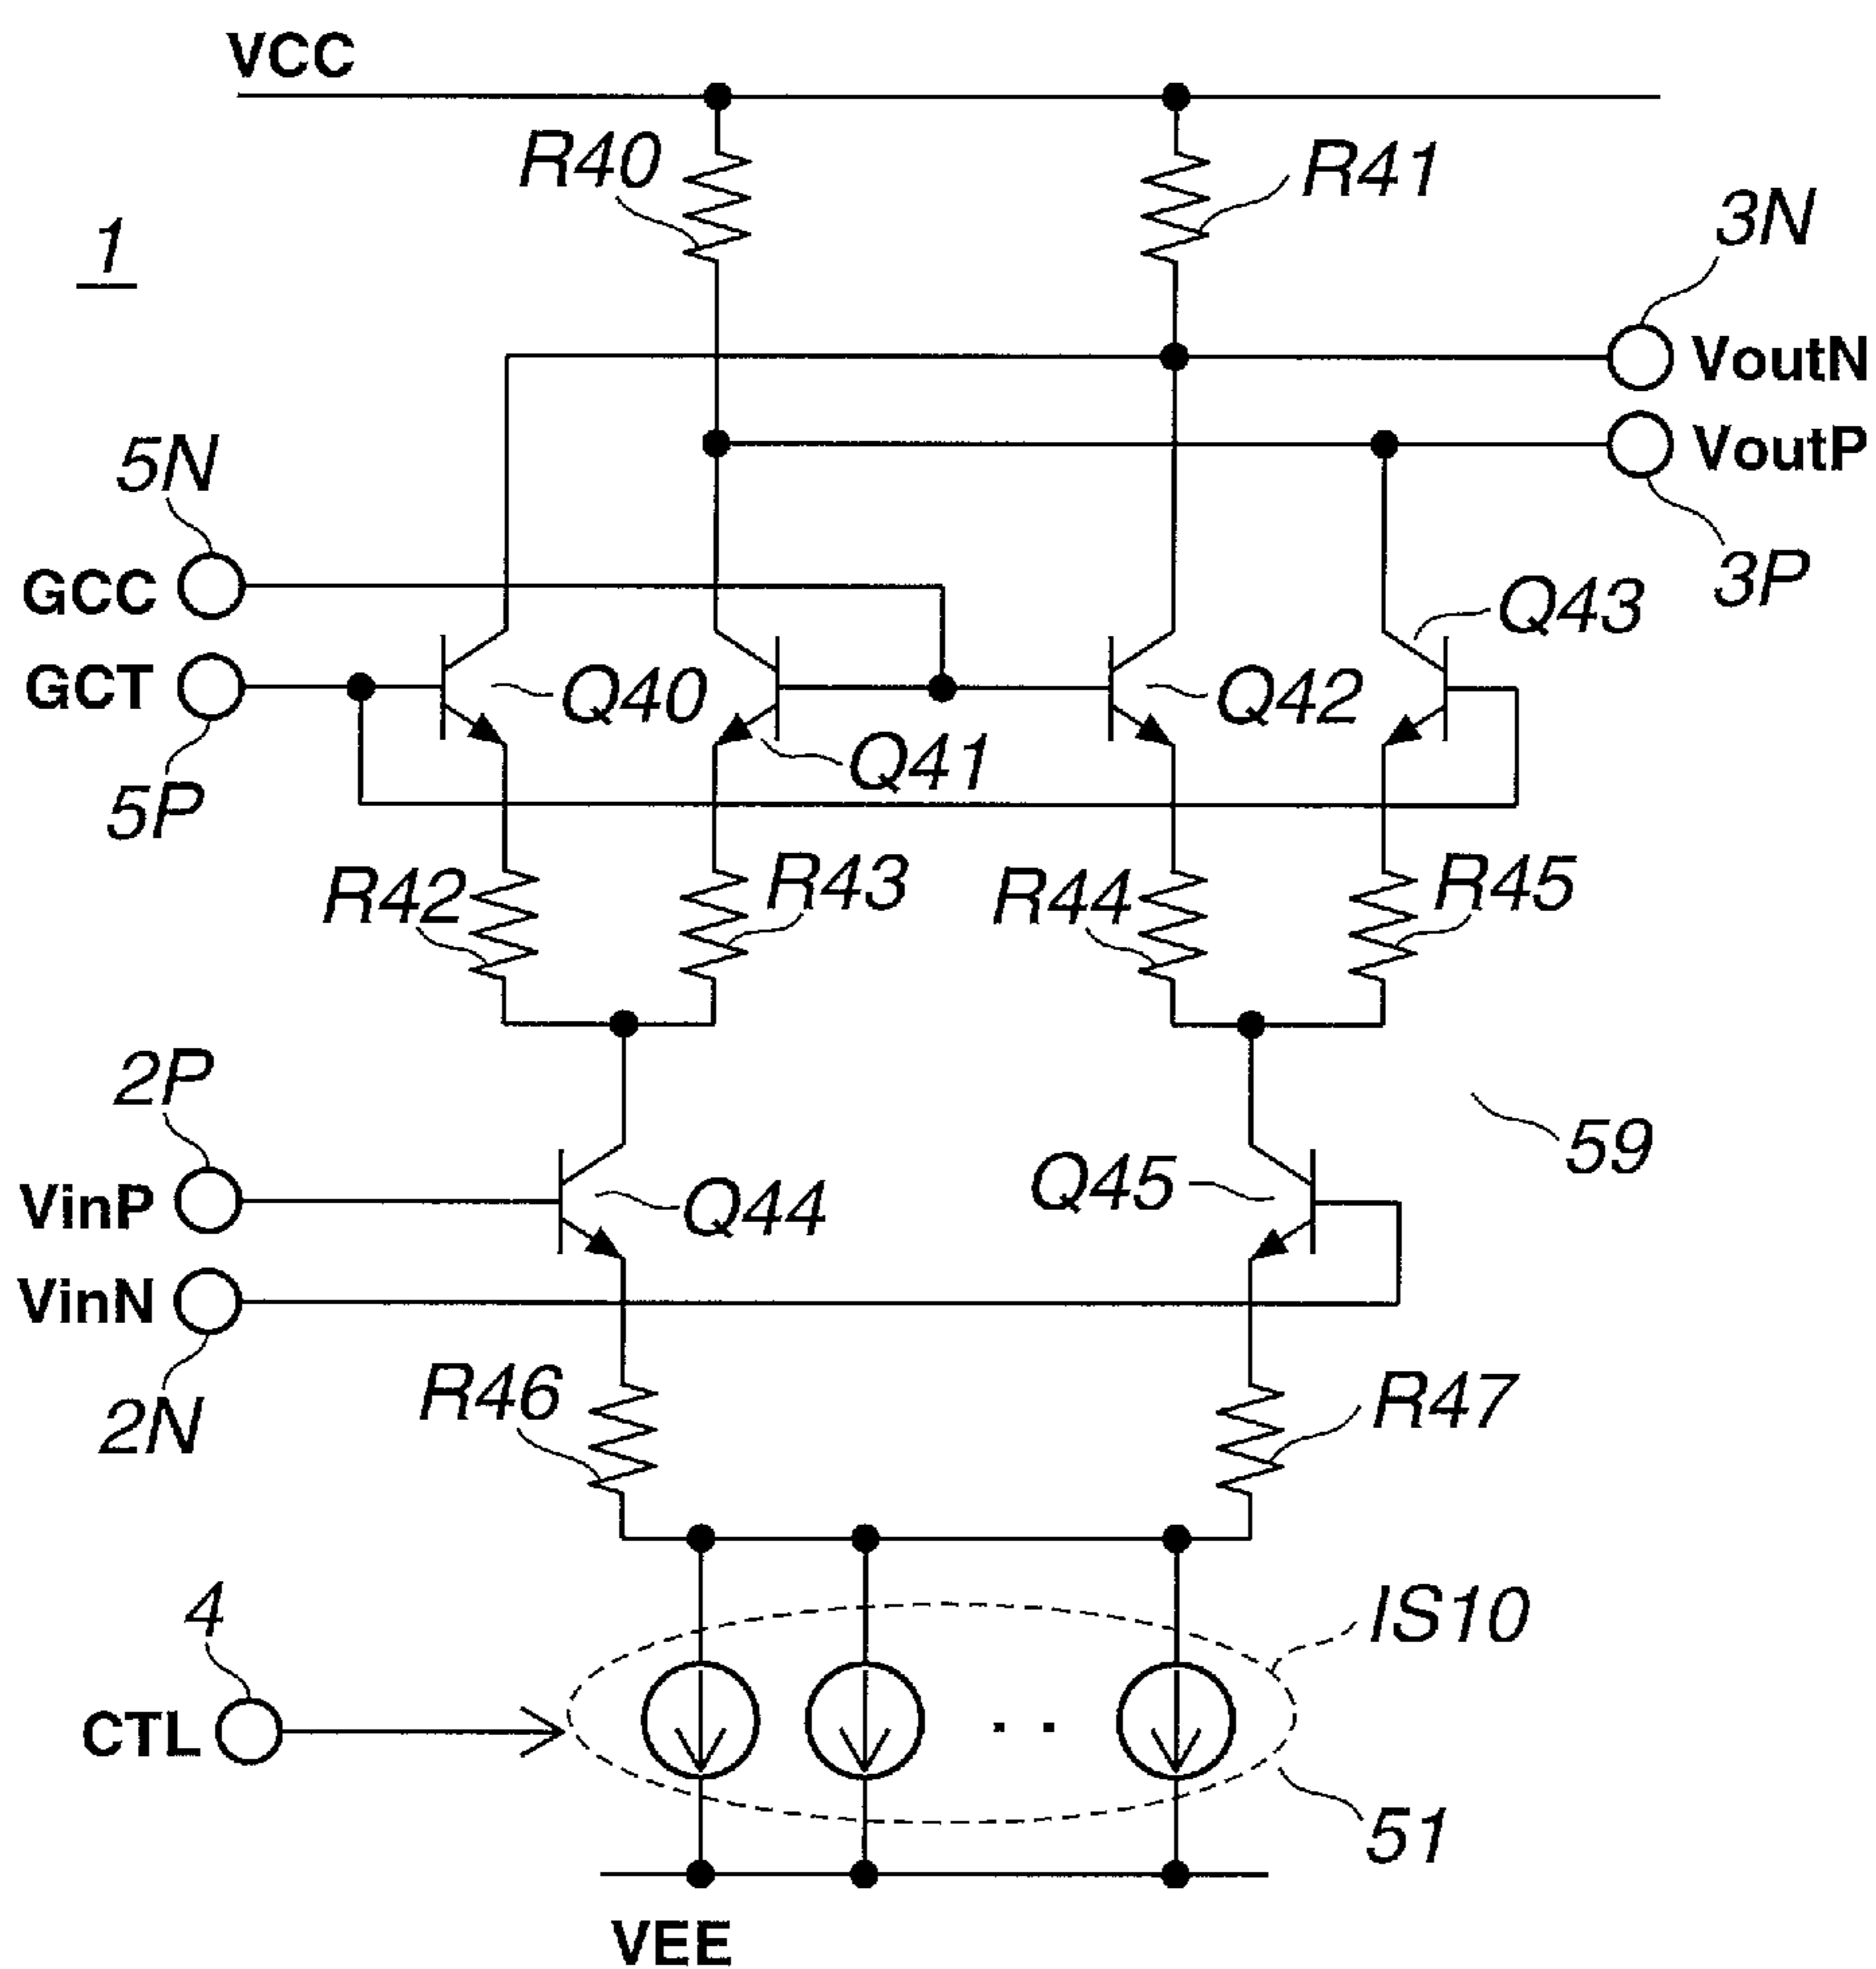 VCC
R40
R41
1
3N
VoutN
VoutP
3P
5N
GCC
GCT
5P
Q40
Q41
Q42
Q43
R42
R43
R44
R45
2P
VinP
VinN
2N
Q44
Q45
59
R46
R47
4
CTL
IS10
51
VEE